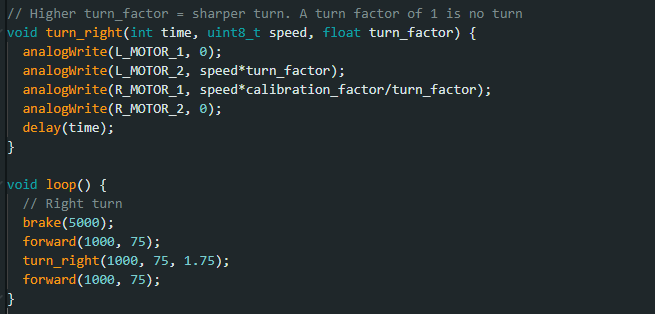 // Higher turn_factor = sharper turn. A turn factor of 1 is no turn
void turn_right(int time, uint8_t speed, float turn_factor) {
  analogWrite(L_MOTOR_1, 0);
  analogWrite(L_MOTOR_2, speed*turn_factor);
  analogWrite(R_MOTOR_1, speed*calibration_factor/turn_factor);
  analogWrite(R_MOTOR_2, 0);
  delay(time);
}

void loop() {
  // Right turn
  brake(5000);
  forward(1000, 75);
  turn_right(1000, 75, 1.75);
  forward(1000, 75);
}